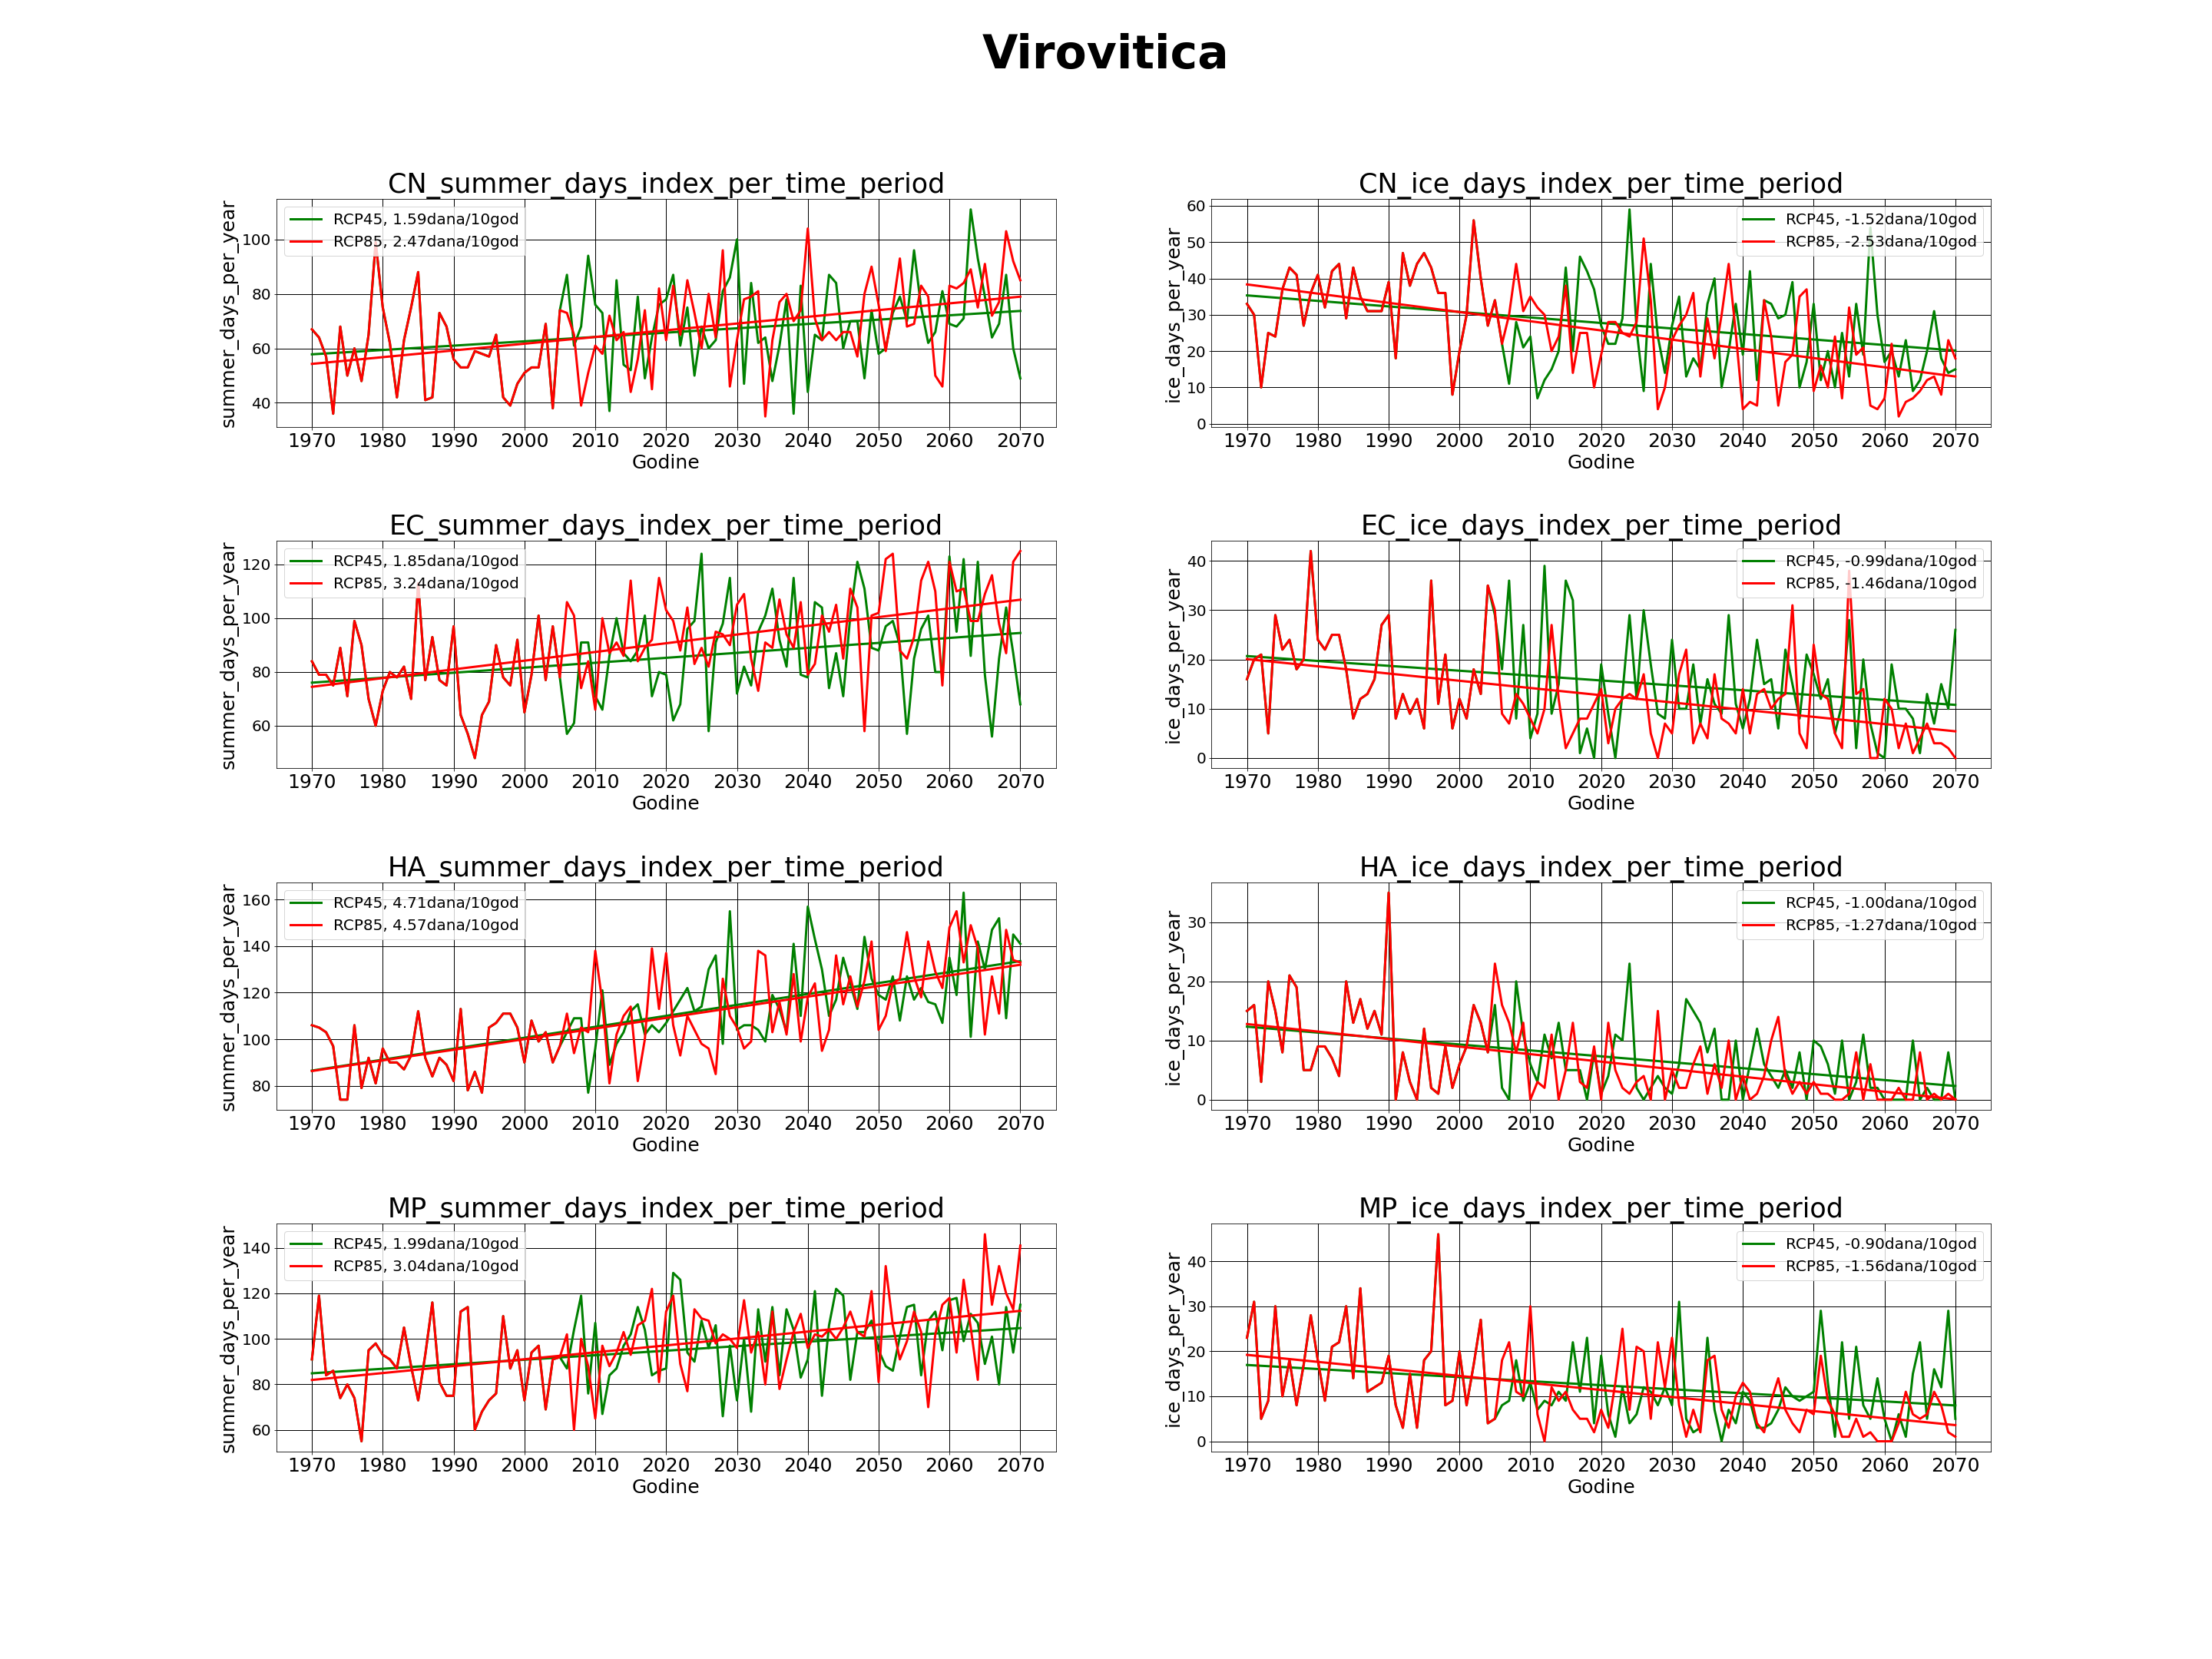 Virovitica
CN_summer_days_index_per_time_period
summer_days_per_year
100
80
60
40
RCP45, 1.59dana/10god
RCP85, 2.47dana/10god
1970 1980 1990 2000 2010 2020 2030 2040 2050 2060 2070
Godine
CN_ice_days_index_per_time_period
ice_days_per_year
60
50
40
30
20
10
0
RCP45, -1.52dana/10god
RCP85, -2.53dana/10god
1970 1980 1990 2000 2010 2020 2030 2040 2050 2060 2070
Godine
EC_summer_days_index_per_time_period
summer_days_per_year
120
100
80
60
RCP45, 1.85dana/10god
RCP85, 3.24dana/10god
1970 1980 1990 2000 2010 2020 2030 2040 2050 2060 2070
Godine
EC_ice_days_index_per_time_period
ice_days_per_year
40
30
20
10
0
RCP45, -0.99dana/10god
RCP85, -1.46dana/10god
1970 1980 1990 2000 2010 2020 2030 2040 2050 2060 2070
Godine
HA_summer_days_index_per_time_period
summer_days_per_year
160
140
120
100
80
RCP45, 4.71dana/10god
RCP85, 4.57dana/10god
1970 1980 1990 2000 2010 2020 2030 2040 2050 2060 2070
Godine
HA_ice_days_index_per_time_period
ice_days_per_year
30
20
10
0
RCP45, -1.00dana/10god
RCP85, -1.27dana/10god
1970 1980 1990 2000 2010 2020 2030 2040 2050 2060 2070
Godine
MP_summer_days_index_per_time_period
summer_days_per_year
140
120
100
80
60
RCP45, 1.99dana/10god
RCP85, 3.04dana/10god
1970 1980 1990 2000 2010 2020 2030 2040 2050 2060 2070
Godine
MP_ice_days_index_per_time_period
ice_days_per_year
40
30
20
10
0
RCP45, -0.90dana/10god
RCP85, -1.56dana/10god
1970 1980 1990 2000 2010 2020 2030 2040 2050 2060 2070
Godine